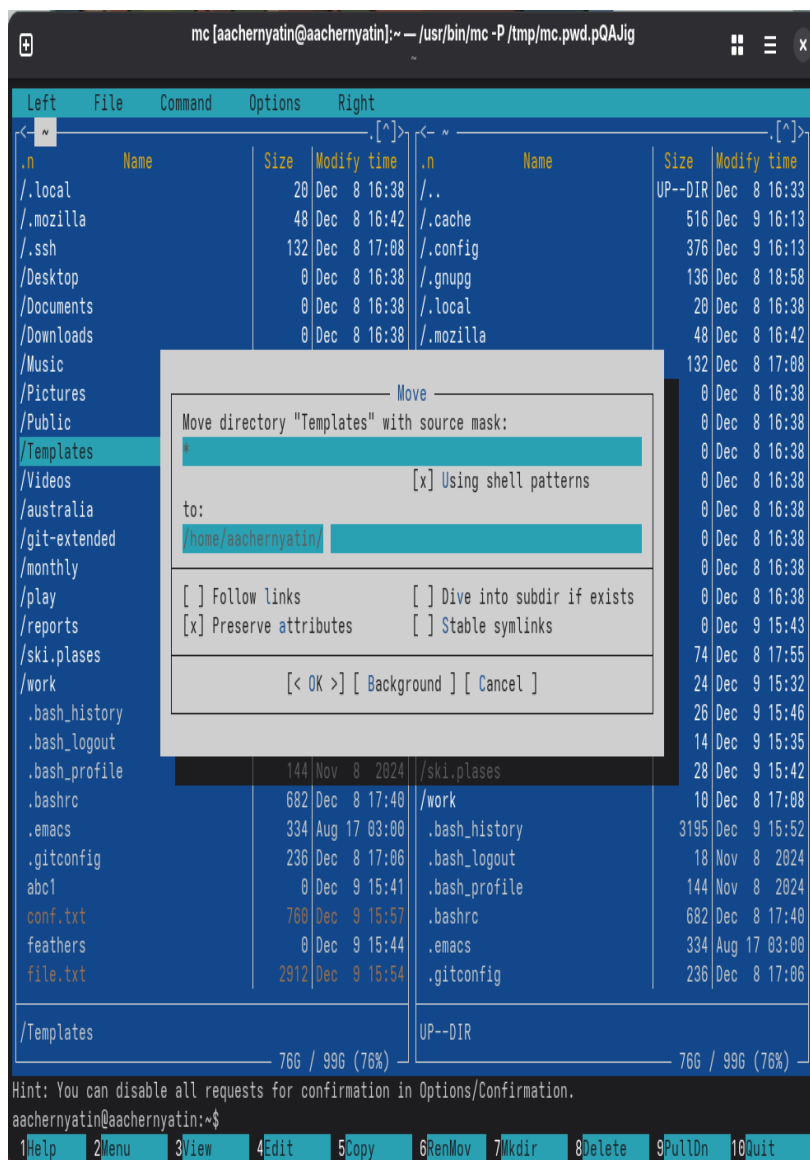 mc [aachernyatin@aachernyatin]:~ — /usr/bin/mc -P /tmp/mc.pwd.pQAJig
~
Left File Command Options Right
<- ~ .[^]> <- ~ .[^]>
.n Name Size Modify time .n Name Size Modify time
/.local 20 Dec 8 16:38 /.. UP--DIR Dec 8 16:33
/.mozilla 48 Dec 8 16:42 /.cache 516 Dec 9 16:13
/.ssh 132 Dec 8 17:08 /.config 376 Dec 9 16:13
/Desktop 0 Dec 8 16:38 /.gnupg 136 Dec 8 18:58
/Documents 0 Dec 8 16:38 /.local 20 Dec 8 16:38
/Downloads 0 Dec 8 16:38 /.mozilla 48 Dec 8 16:42
/Music 132 Dec 8 17:08
/Pictures Move 0 Dec 8 16:38
/Public Move directory "Templates" with source mask: 0 Dec 8 16:38
/Templates * 0 Dec 8 16:38
/Videos [x] Using shell patterns 0 Dec 8 16:38
/australia to: 0 Dec 8 16:38
/git-extended /home/aachernyatin/ 0 Dec 8 16:38
/monthly 0 Dec 8 16:38
/play [ ] Follow links [ ] Dive into subdir if exists 0 Dec 8 16:38
/reports [x] Preserve attributes [ ] Stable symlinks 0 Dec 9 15:43
/ski.plases 74 Dec 8 17:55
/work [< OK >] [ Background ] [ Cancel ] 24 Dec 9 15:32
.bash_history 26 Dec 9 15:46
.bash_logout 14 Dec 9 15:35
.bash_profile 144 Nov 8 2024 /ski.plases 28 Dec 9 15:42
.bashrc 682 Dec 8 17:40 /work 10 Dec 8 17:08
.emacs 334 Aug 17 03:00 .bash_history 3195 Dec 9 15:52
.gitconfig 236 Dec 8 17:06 .bash_logout 18 Nov 8 2024
abc1 0 Dec 9 15:41 .bash_profile 144 Nov 8 2024
conf.txt 760 Dec 9 15:57 .bashrc 682 Dec 8 17:40
feathers 0 Dec 9 15:44 .emacs 334 Aug 17 03:00
file.txt 2912 Dec 9 15:54 .gitconfig 236 Dec 8 17:06
/Templates UP--DIR
76G / 99G (76%) 76G / 99G (76%)
Hint: You can disable all requests for confirmation in Options/Confirmation.
aachernyatin@aachernyatin:~$
1Help 2Menu 3View 4Edit 5Copy 6RenMov 7Mkdir 8Delete 9PullDn 10Quit